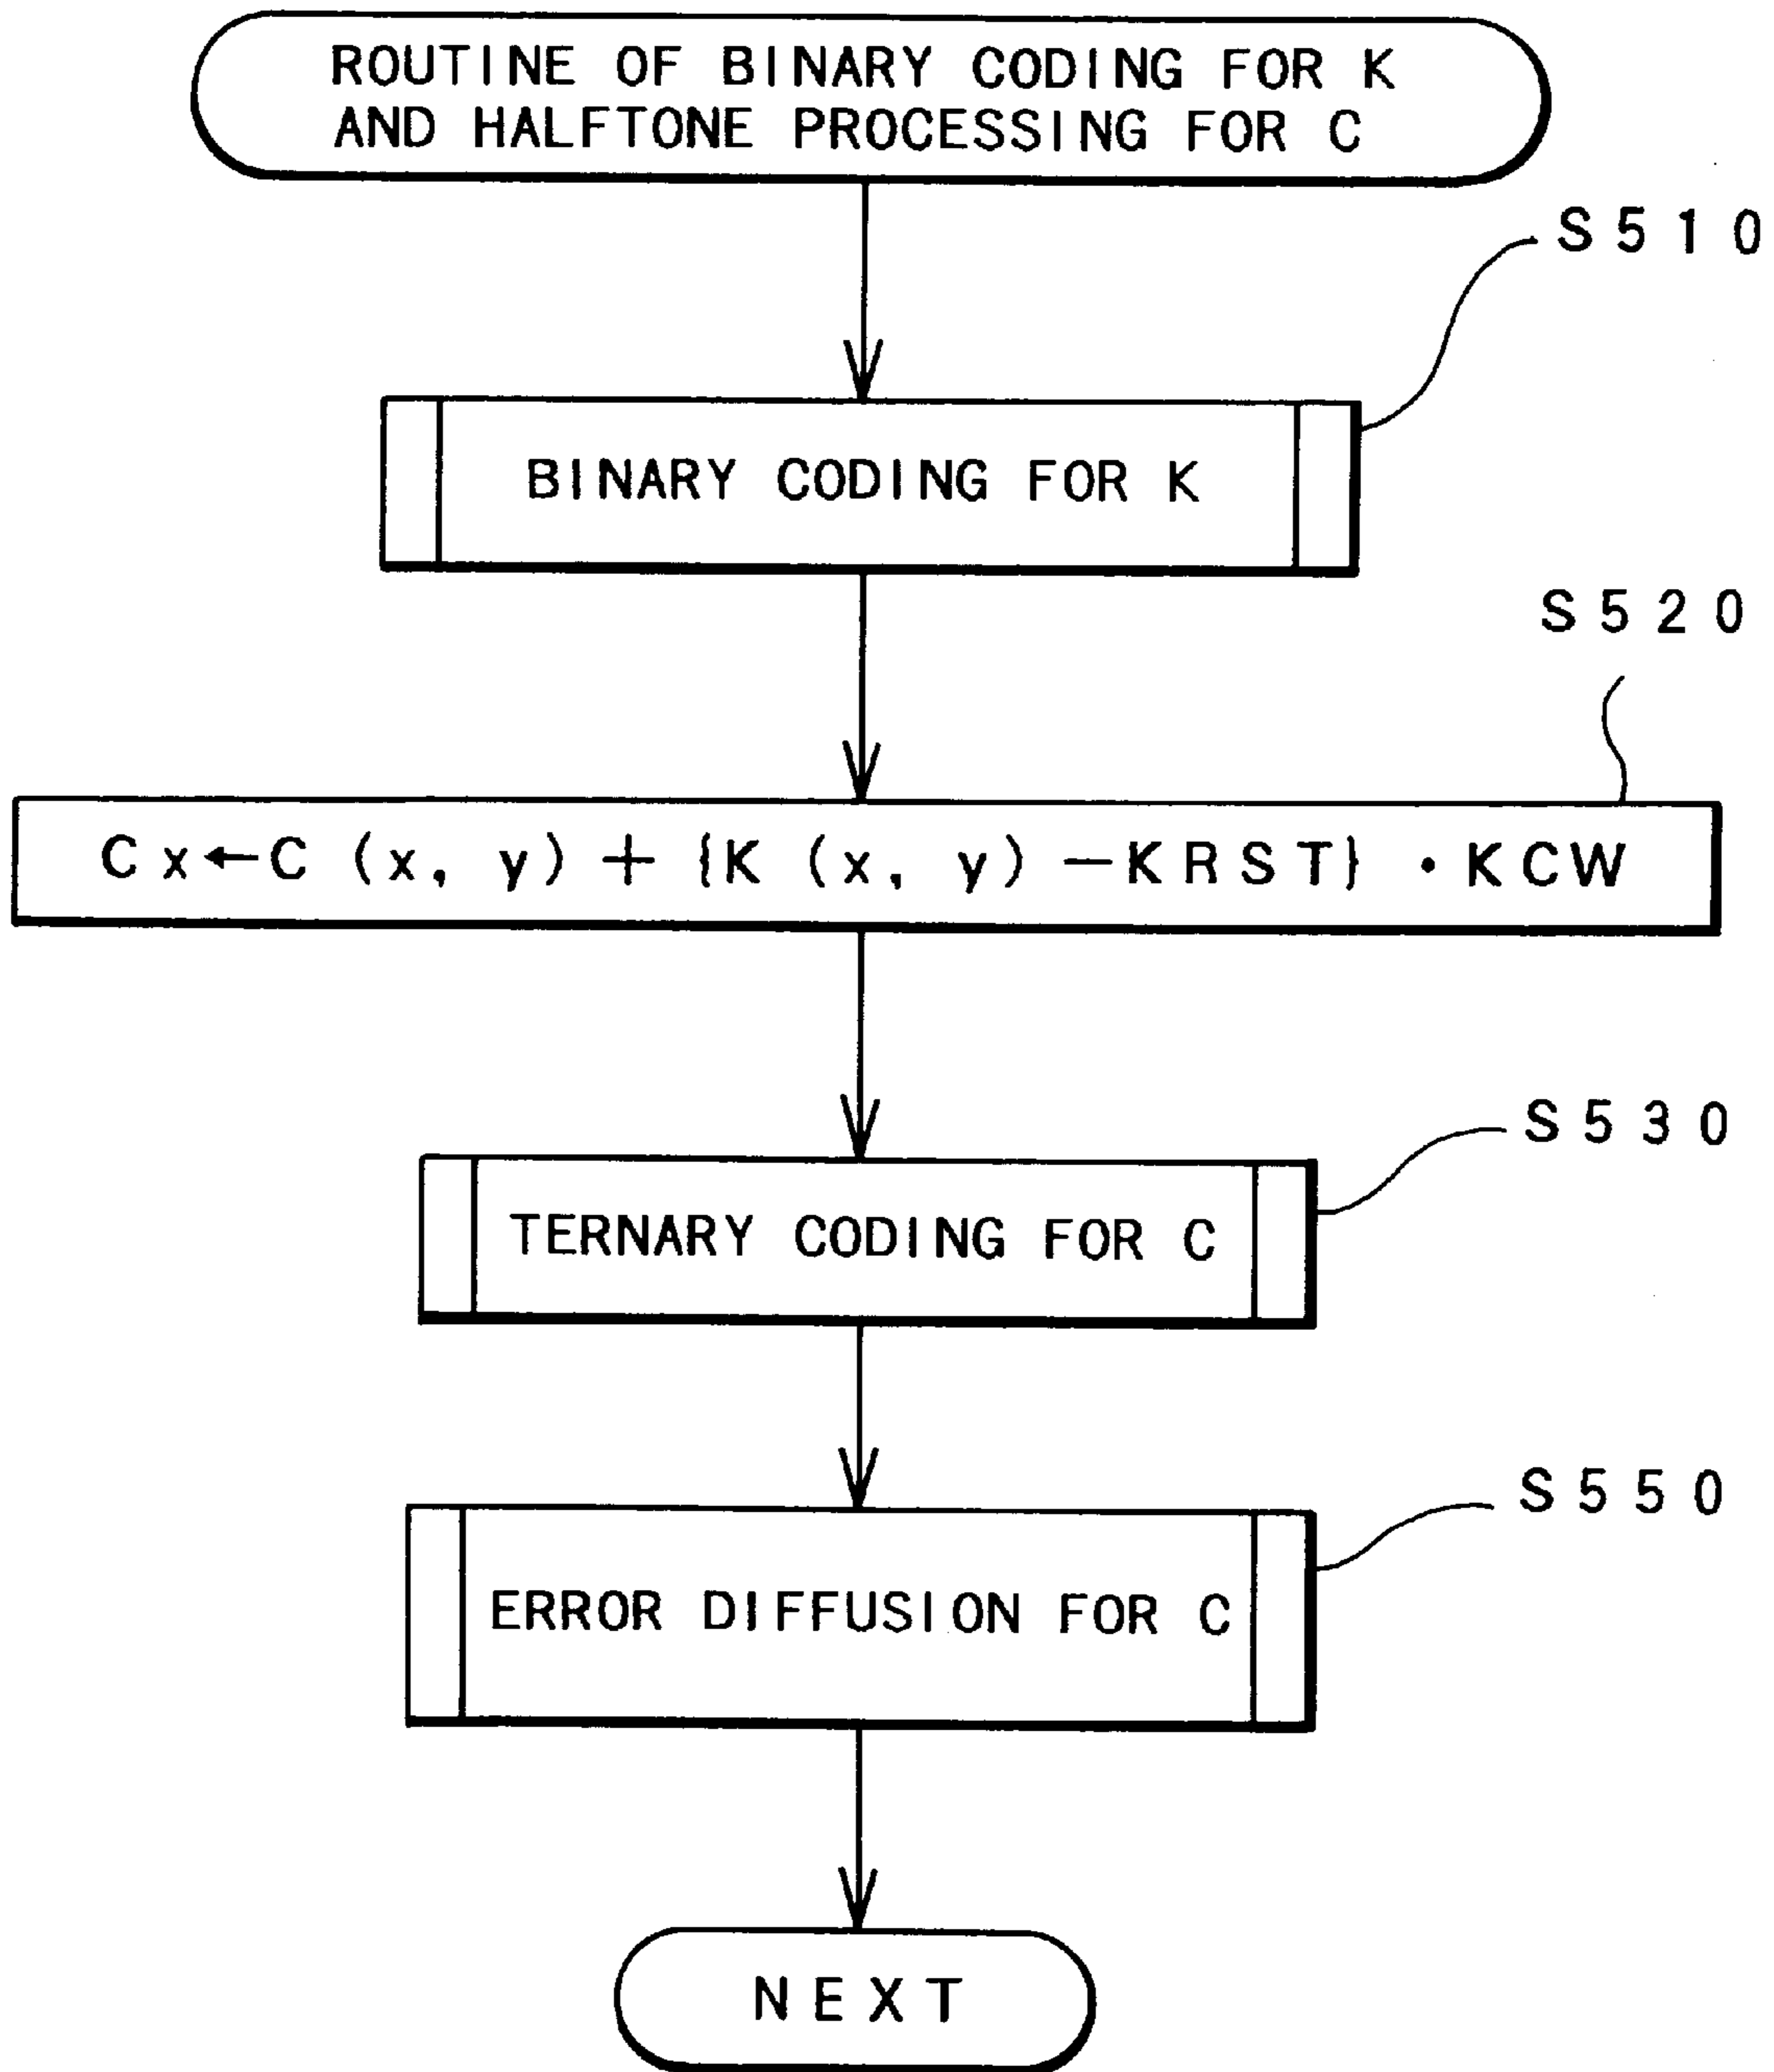 ROUTINE OF BINARY CODING FOR K
AND HALFTONE PROCESSING FOR C
S510
BINARY CODING FOR K
S520
Cx←C (x, y) + {K (x, y) −KRST} ・KCW
S530
TERNARY CODING FOR C
S550
ERROR DIFFUSION FOR C
NEXT